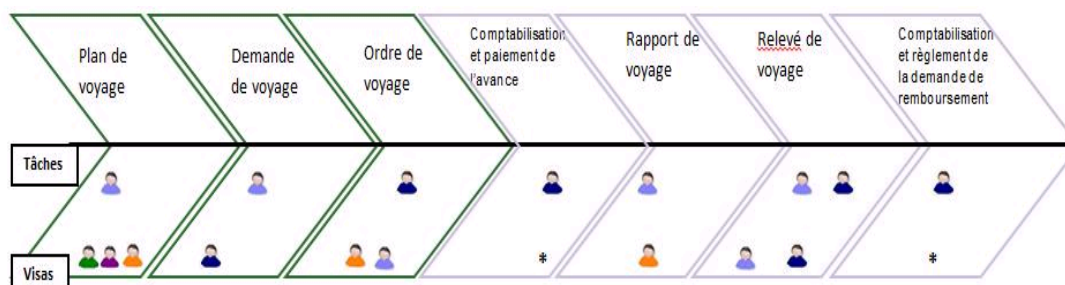 Plan de
voyage
Demande
de voyage
Ordre de
voyage
Comptabilisation
et paiement de
l'avance
Rapport de
voyage
Relevé de
voyage
Comptabilisation
et règlement de
la demande de
remboursement
Tâches
Visas
*
*